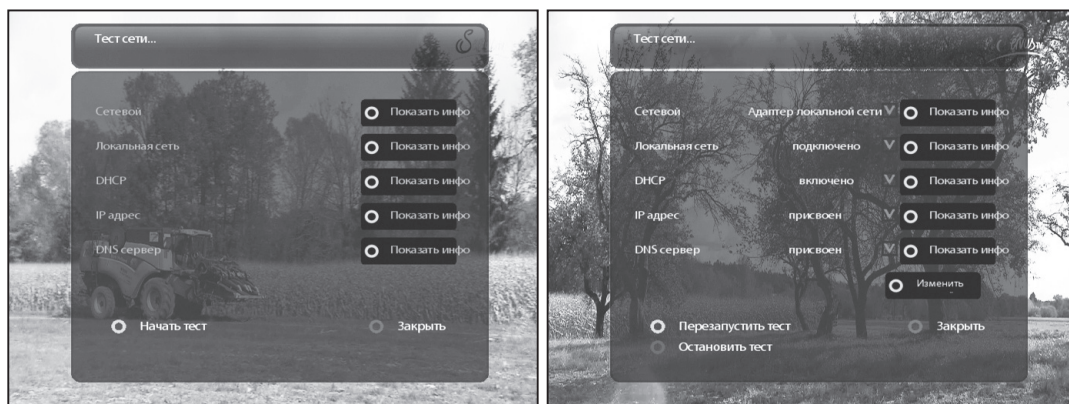 Тест сети...
Сетевой Показать инфо
Локальная сеть Показать инфо
DHCP Показать инфо
IP адрес Показать инфо
DNS сервер Показать инфо
Начать тест Закрыть
Тест сети...
Сетевой Адаптер локальной сети Показать инфо
Локальная сеть подключено Показать инфо
DHCP включено Показать инфо
IP адрес присвоен Показать инфо
DNS сервер присвоен Показать инфо
Изменить
Перезапустить тест Закрыть
Остановить тест